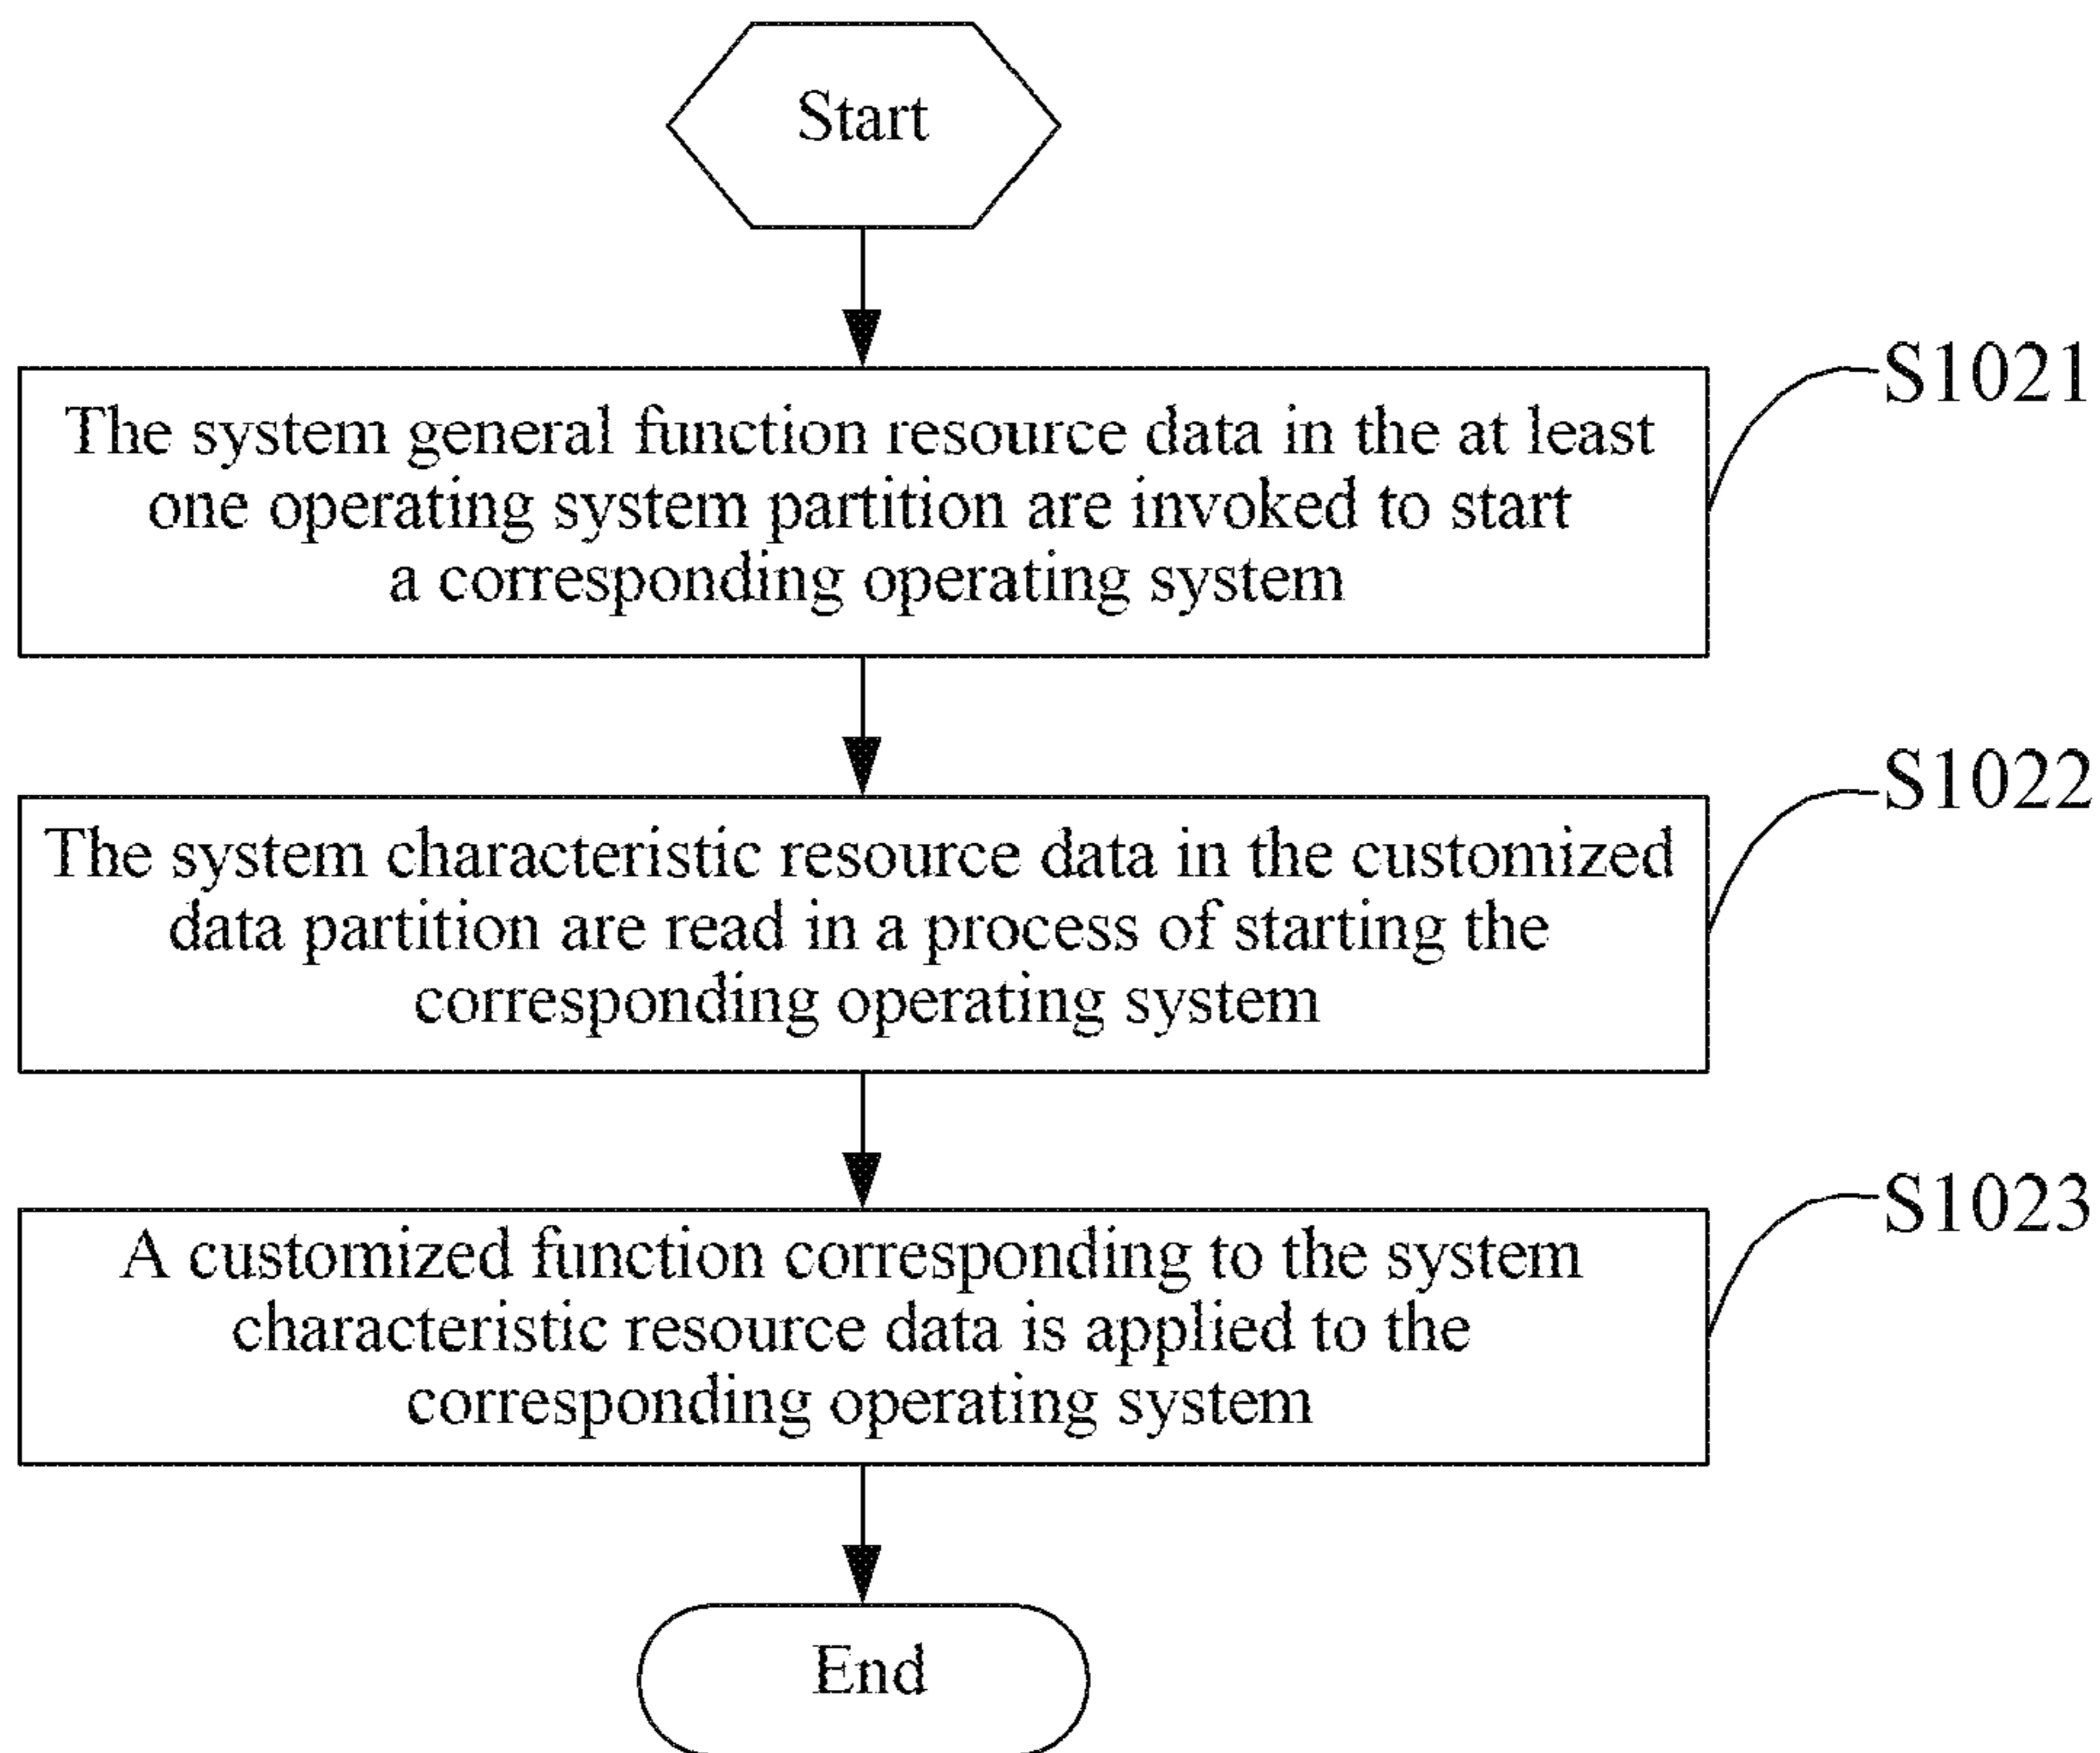 Start
S1021
The system general function resource data in the at least
one operating system partition are invoked to start
a corresponding operating system
S1022
The system characteristic resource data in the customized
data partition are read in a process of starting the
corresponding operating system
S1023
A customized function corresponding to the system
characteristic resource data is applied to the
corresponding operating system
End